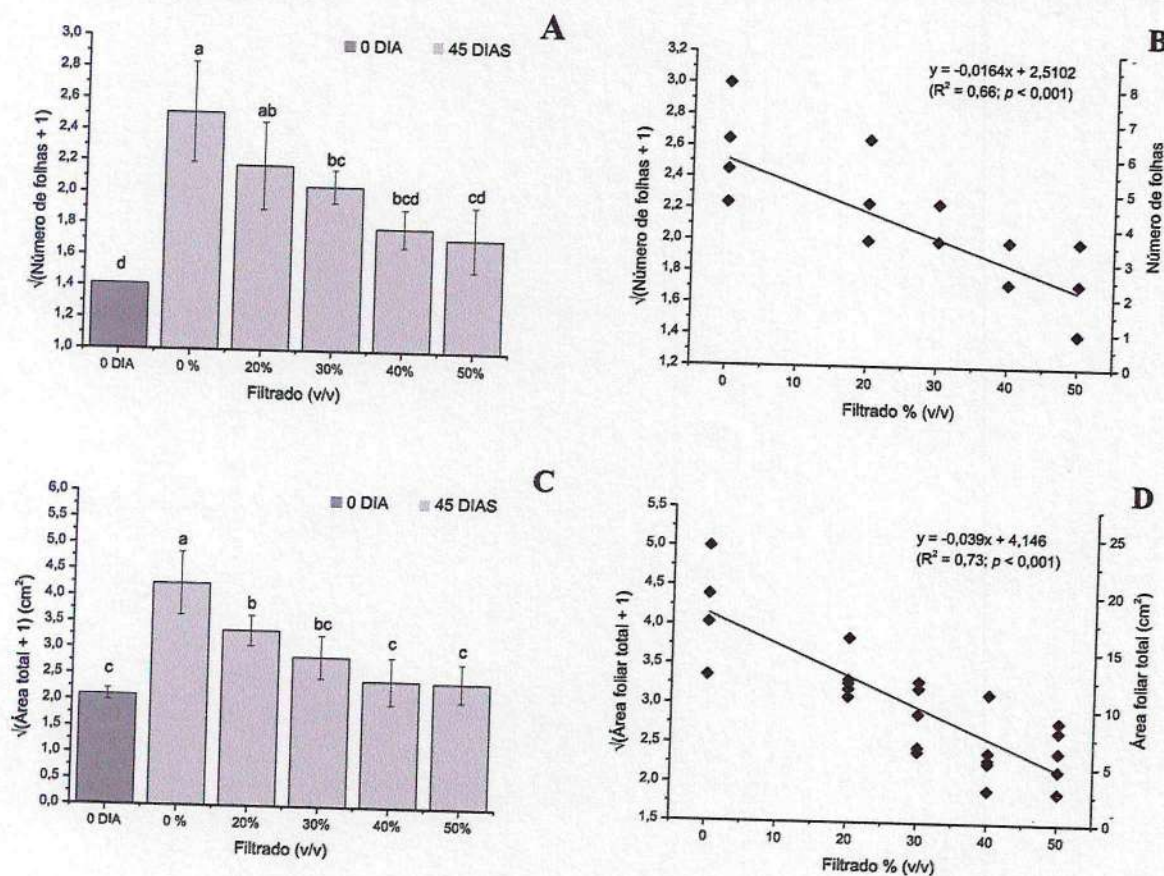 A
0 DIA 45 DIAS
√(Número de folhas + 1)
3,0
2,8
2,6
2,4
2,2
2,0
1,8
1,6
1,4
1,2
1,0
d
a
ab
bc
bcd
cd
0 DIA 0 % 20% 30% 40% 50%
Filtrado (v/v)
B
y = -0,0164x + 2,5102
(R² = 0,66; p < 0,001)
√(Número de folhas + 1)
3,2
3,0
2,8
2,6
2,4
2,2
2,0
1,8
1,6
1,4
1,2
8
7
6
5
4
3
2
1
0
Número de folhas
0 10 20 30 40 50
Filtrado % (v/v)
C
0 DIA 45 DIAS
√(Área total + 1) (cm²)
6,0
5,5
5,0
4,5
4,0
3,5
3,0
2,5
2,0
1,5
1,0
0,5
0,0
c
a
b
bc
c
c
0 DIA 0 % 20% 30% 40% 50%
Filtrado (v/v)
D
y = -0,039x + 4,146
(R² = 0,73; p < 0,001)
√(Área foliar total + 1)
5,5
5,0
4,5
4,0
3,5
3,0
2,5
2,0
1,5
25
20
15
10
5
0
Área foliar total (cm²)
0 10 20 30 40 50
Filtrado % (v/v)